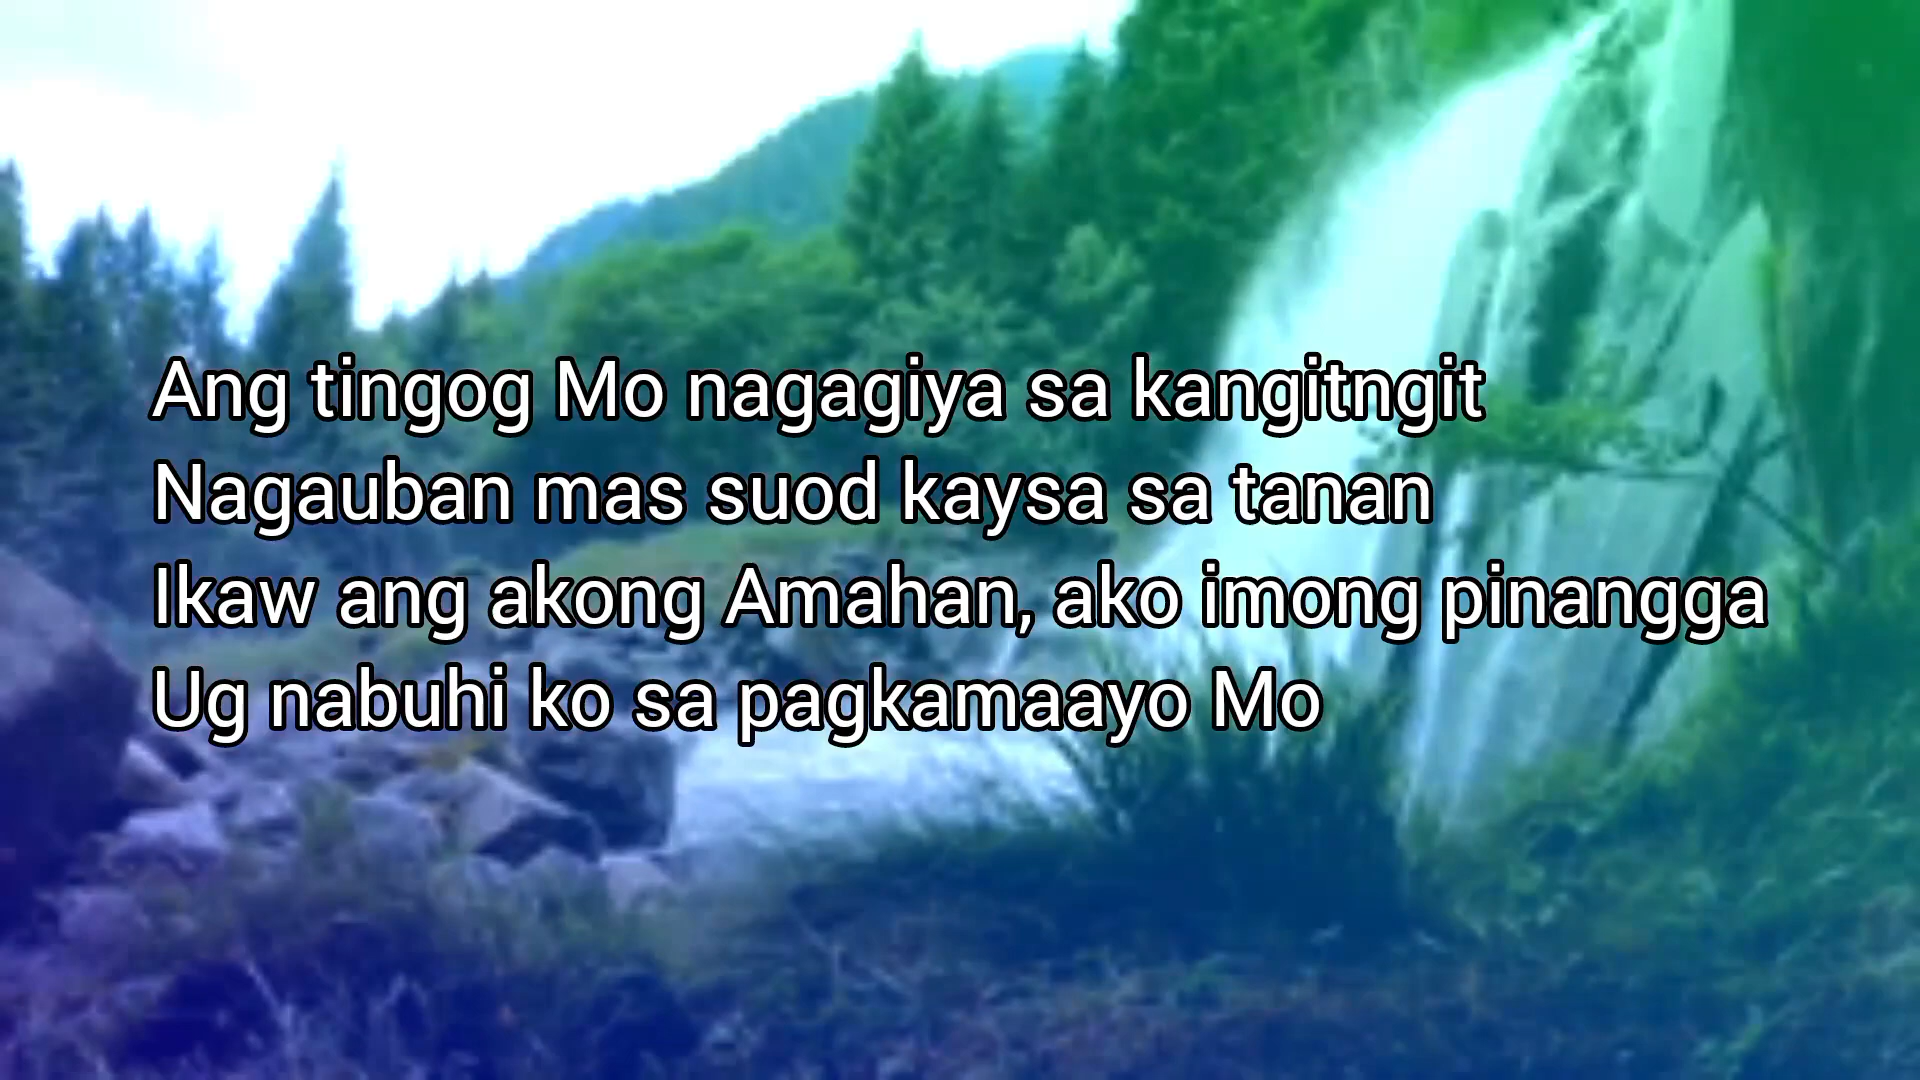 Ang tingog Mo nagagiya sa kangitngit
Nagauban mas suod kaysa sa tanan
Ikaw ang akong Amahan, ako imong pinangga
Ug nabuhi ko sa pagkamaayo Mo